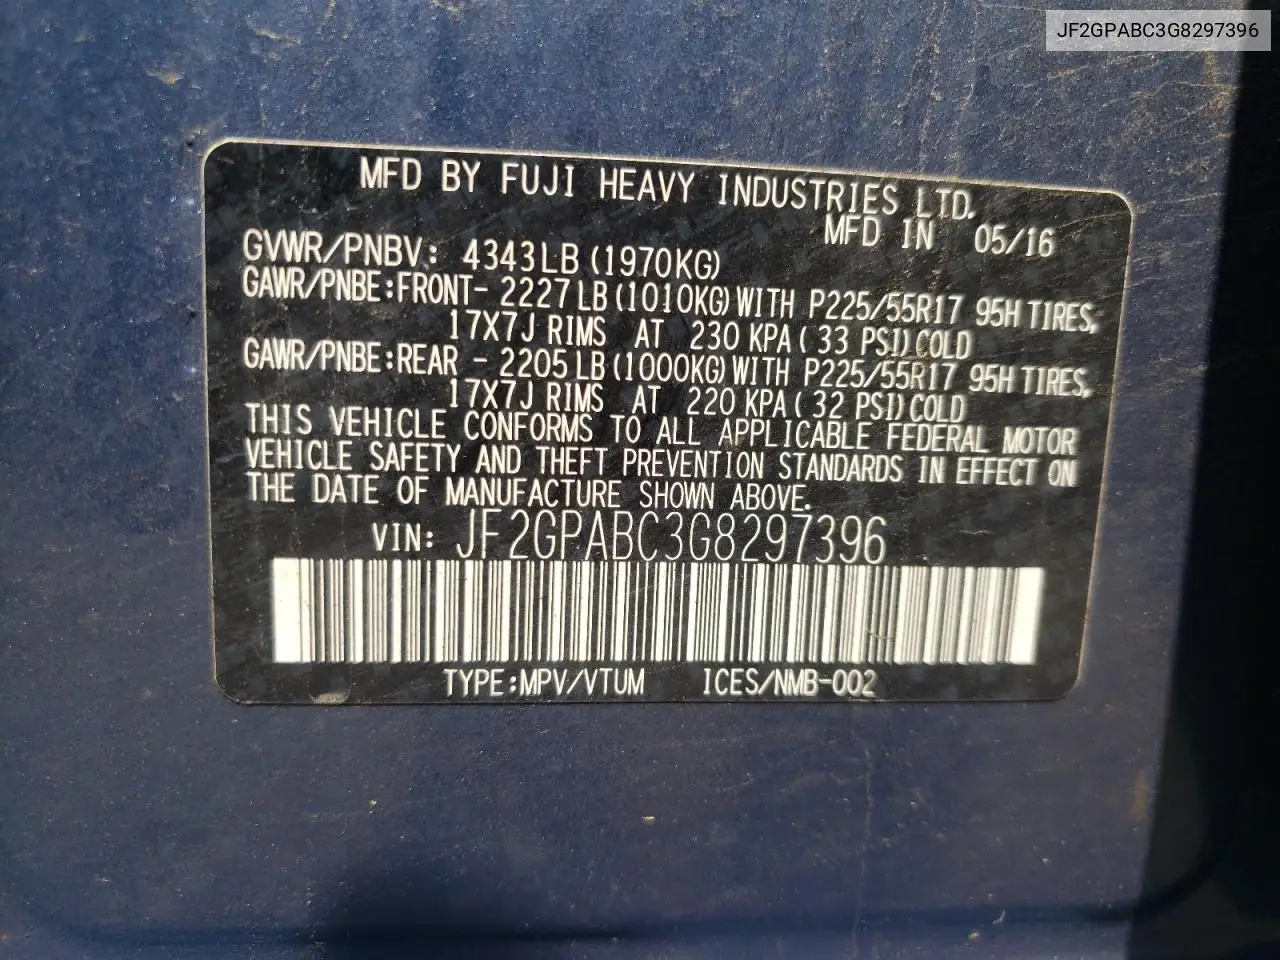 JF2GPABC3G8297396
MFD BY FUJI HEAVY INDUSTRIES LTD.
MFD IN 05/16
GVWR/PNBV: 4343LB (1970KG)
GAWR/PNBE:FRONT- 2227LB(1010KG)WITH P225/55R17 95H TIRES,
17X7J RIMS AT 230 KPA( 33 PSI)COLD
GAWR/PNBE:REAR - 2205LB(1000KG)WITH P225/55R17 95H TIRES,
17X7J RIMS AT 220 KPA( 32 PSI)COLD
THIS VEHICLE CONFORMS TO ALL APPLICABLE FEDERAL MOTOR
VEHICLE SAFETY AND THEFT PREVENTION STANDARDS IN EFFECT ON
THE DATE OF MANUFACTURE SHOWN ABOVE.
VIN: JF2GPABC3G8297396
TYPE:MPV/VTUM ICES/NMB-002